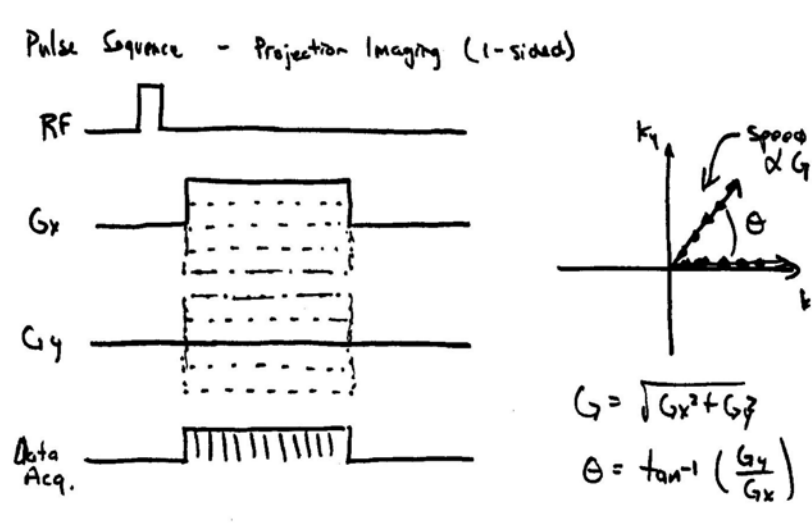 Pulse Sequence - Projection Imaging (1-sided)
RF
Gx
Gy
Data
Acq.
ky
speed
∝ G
θ
k
G = √Gx²+Gy²
θ = tan-1 (Gy/Gx)